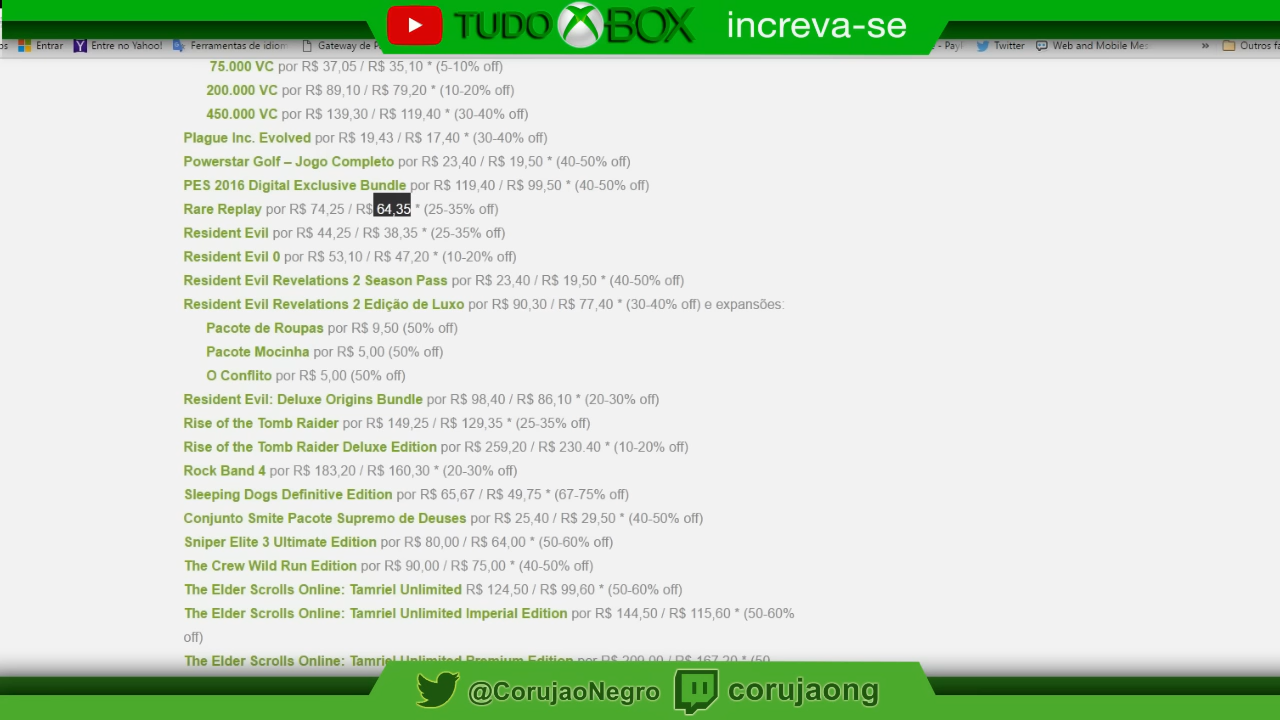 TUDO BOX increva-se
Entrar Entre no Yahoo! Ferramentas de idiom Gateway de P - Payl Twitter Web and Mobile Mes » Outros fa
75.000 VC por R$ 37,05 / R$ 35,10 * (5-10% off)
200.000 VC por R$ 89,10 / R$ 79,20 * (10-20% off)
450.000 VC por R$ 139,30 / R$ 119,40 * (30-40% off)
Plague Inc. Evolved por R$ 19,43 / R$ 17,40 * (30-40% off)
Powerstar Golf – Jogo Completo por R$ 23,40 / R$ 19,50 * (40-50% off)
PES 2016 Digital Exclusive Bundle por R$ 119,40 / R$ 99,50 * (40-50% off)
Rare Replay por R$ 74,25 / R$ 64,35 * (25-35% off)
Resident Evil por R$ 44,25 / R$ 38,35 * (25-35% off)
Resident Evil 0 por R$ 53,10 / R$ 47,20 * (10-20% off)
Resident Evil Revelations 2 Season Pass por R$ 23,40 / R$ 19,50 * (40-50% off)
Resident Evil Revelations 2 Edição de Luxo por R$ 90,30 / R$ 77,40 * (30-40% off) e expansões:
Pacote de Roupas por R$ 9,50 (50% off)
Pacote Mocinha por R$ 5,00 (50% off)
O Conflito por R$ 5,00 (50% off)
Resident Evil: Deluxe Origins Bundle por R$ 98,40 / R$ 86,10 * (20-30% off)
Rise of the Tomb Raider por R$ 149,25 / R$ 129,35 * (25-35% off)
Rise of the Tomb Raider Deluxe Edition por R$ 259,20 / R$ 230.40 * (10-20% off)
Rock Band 4 por R$ 183,20 / R$ 160,30 * (20-30% off)
Sleeping Dogs Definitive Edition por R$ 65,67 / R$ 49,75 * (67-75% off)
Conjunto Smite Pacote Supremo de Deuses por R$ 25,40 / R$ 29,50 * (40-50% off)
Sniper Elite 3 Ultimate Edition por R$ 80,00 / R$ 64,00 * (50-60% off)
The Crew Wild Run Edition por R$ 90,00 / R$ 75,00 * (40-50% off)
The Elder Scrolls Online: Tamriel Unlimited R$ 124,50 / R$ 99,60 * (50-60% off)
The Elder Scrolls Online: Tamriel Unlimited Imperial Edition por R$ 144,50 / R$ 115,60 * (50-60%
off)
The Elder Scrolls Online: Tamriel Unlimited Premium Edition por R$ 209,00 / R$ 167,20 * (50
@CorujaoNegro corujaong